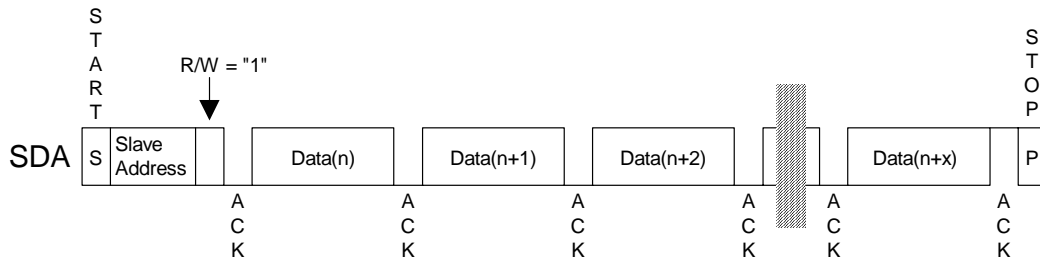 START
STOP
R/W = "1"
SDA
S
Slave
Address
Data(n)
Data(n+1)
Data(n+2)
Data(n+x)
P
ACK
ACK
ACK
ACK
ACK
ACK